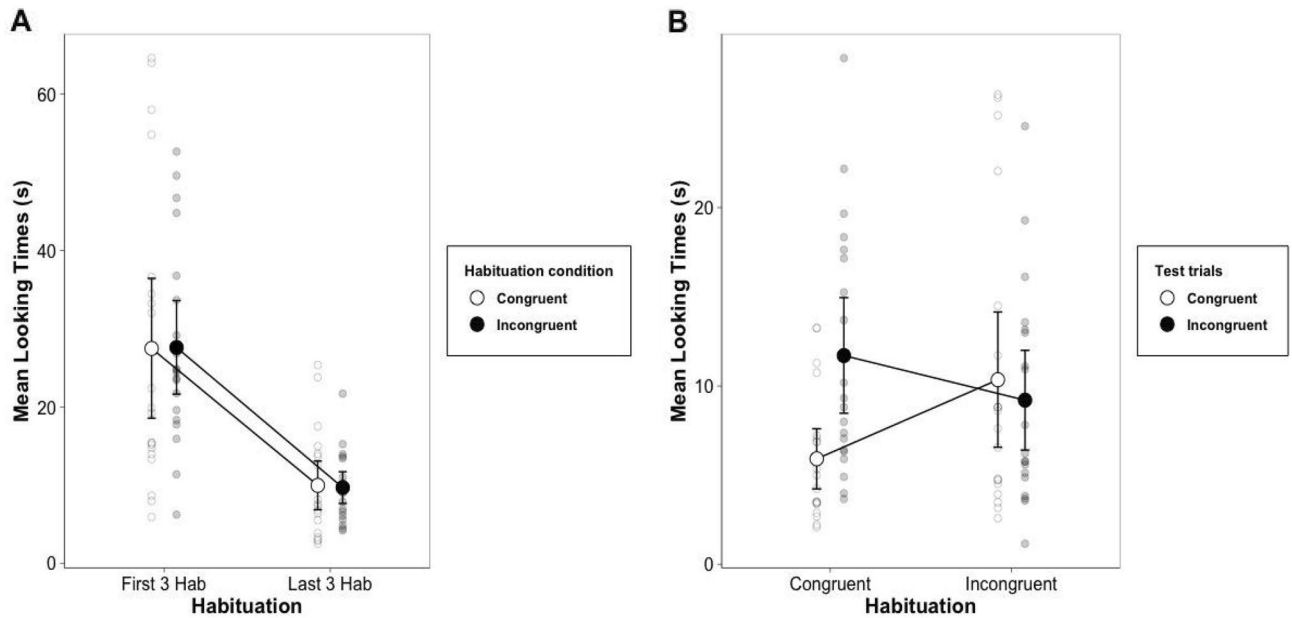 A
Mean Looking Times (s)
60
40
20
0
First 3 Hab
Last 3 Hab
Habituation
Habituation condition
Congruent
Incongruent
B
Mean Looking Times (s)
20
10
0
Congruent
Incongruent
Habituation
Test trials
Congruent
Incongruent